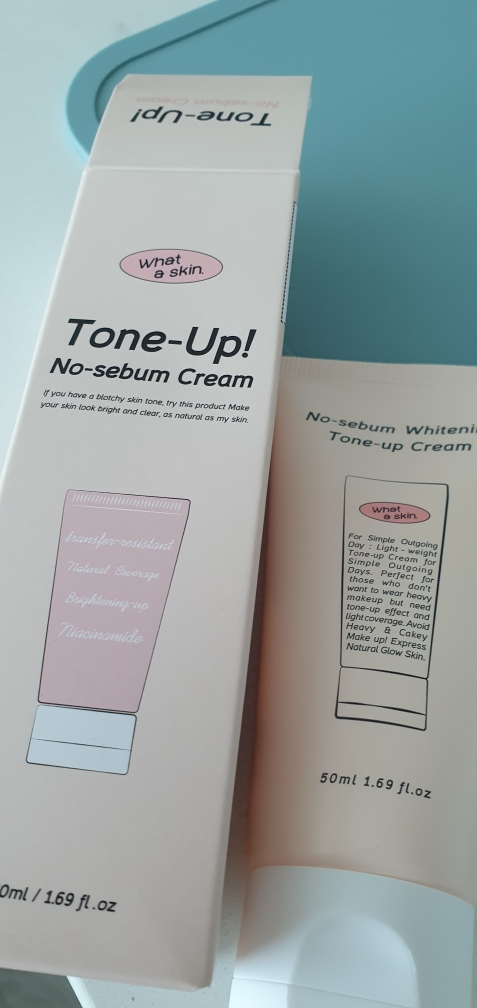 No-sebum Cream
Tone-Up!
What
a skin.
Tone-Up!
No-sebum Cream
If you have a blotchy skin tone, try this product Make
your skin look bright and clear, as natural as my skin.
transfer-resistant
Natural Coverage
Brightening-up
Niacinamide
0ml / 1.69 fl.oz
No-sebum Whiteni
Tone-up Cream
What
a skin.
For Simple Outgoing
Day : Light - weight
Tone-up Cream for
Simple Outgoing
Days. Perfect for
those who don't
want to wear heavy
makeup but need
tone-up effect and
light coverage. Avoid
Heavy & Cakey
Make up! Express
Natural Glow Skin.
50ml 1.69 fl.oz